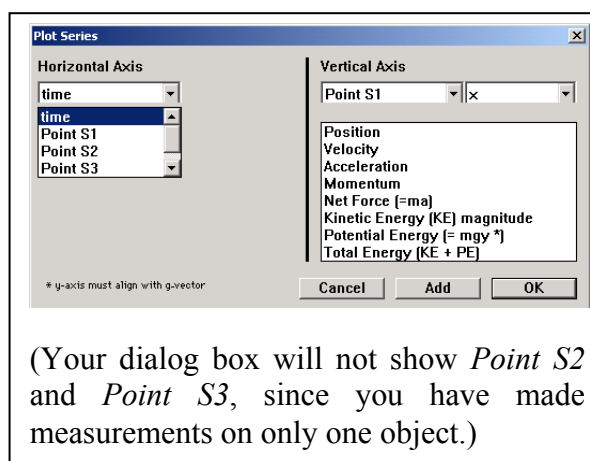 Plot Series
Horizontal Axis
time
time
Point S1
Point S2
Point S3
Vertical Axis
Point S1 x
Position
Velocity
Acceleration
Momentum
Net Force (=ma)
Kinetic Energy (KE) magnitude
Potential Energy (= mgy *)
Total Energy (KE + PE)
* y-axis must align with g-vector
Cancel Add OK
(Your dialog box will not show Point S2
and Point S3, since you have made
measurements on only one object.)